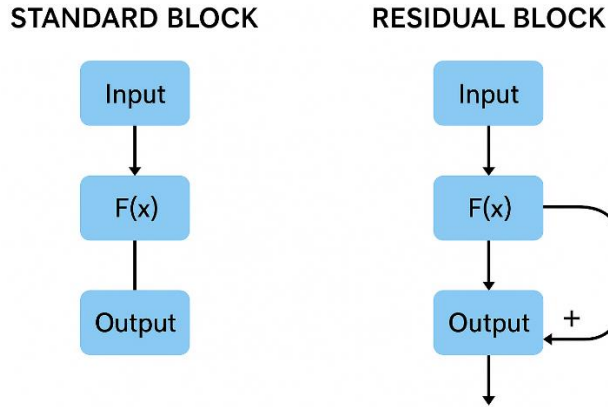 STANDARD BLOCK
Input
F(x)
Output
RESIDUAL BLOCK
Input
F(x)
Output
+